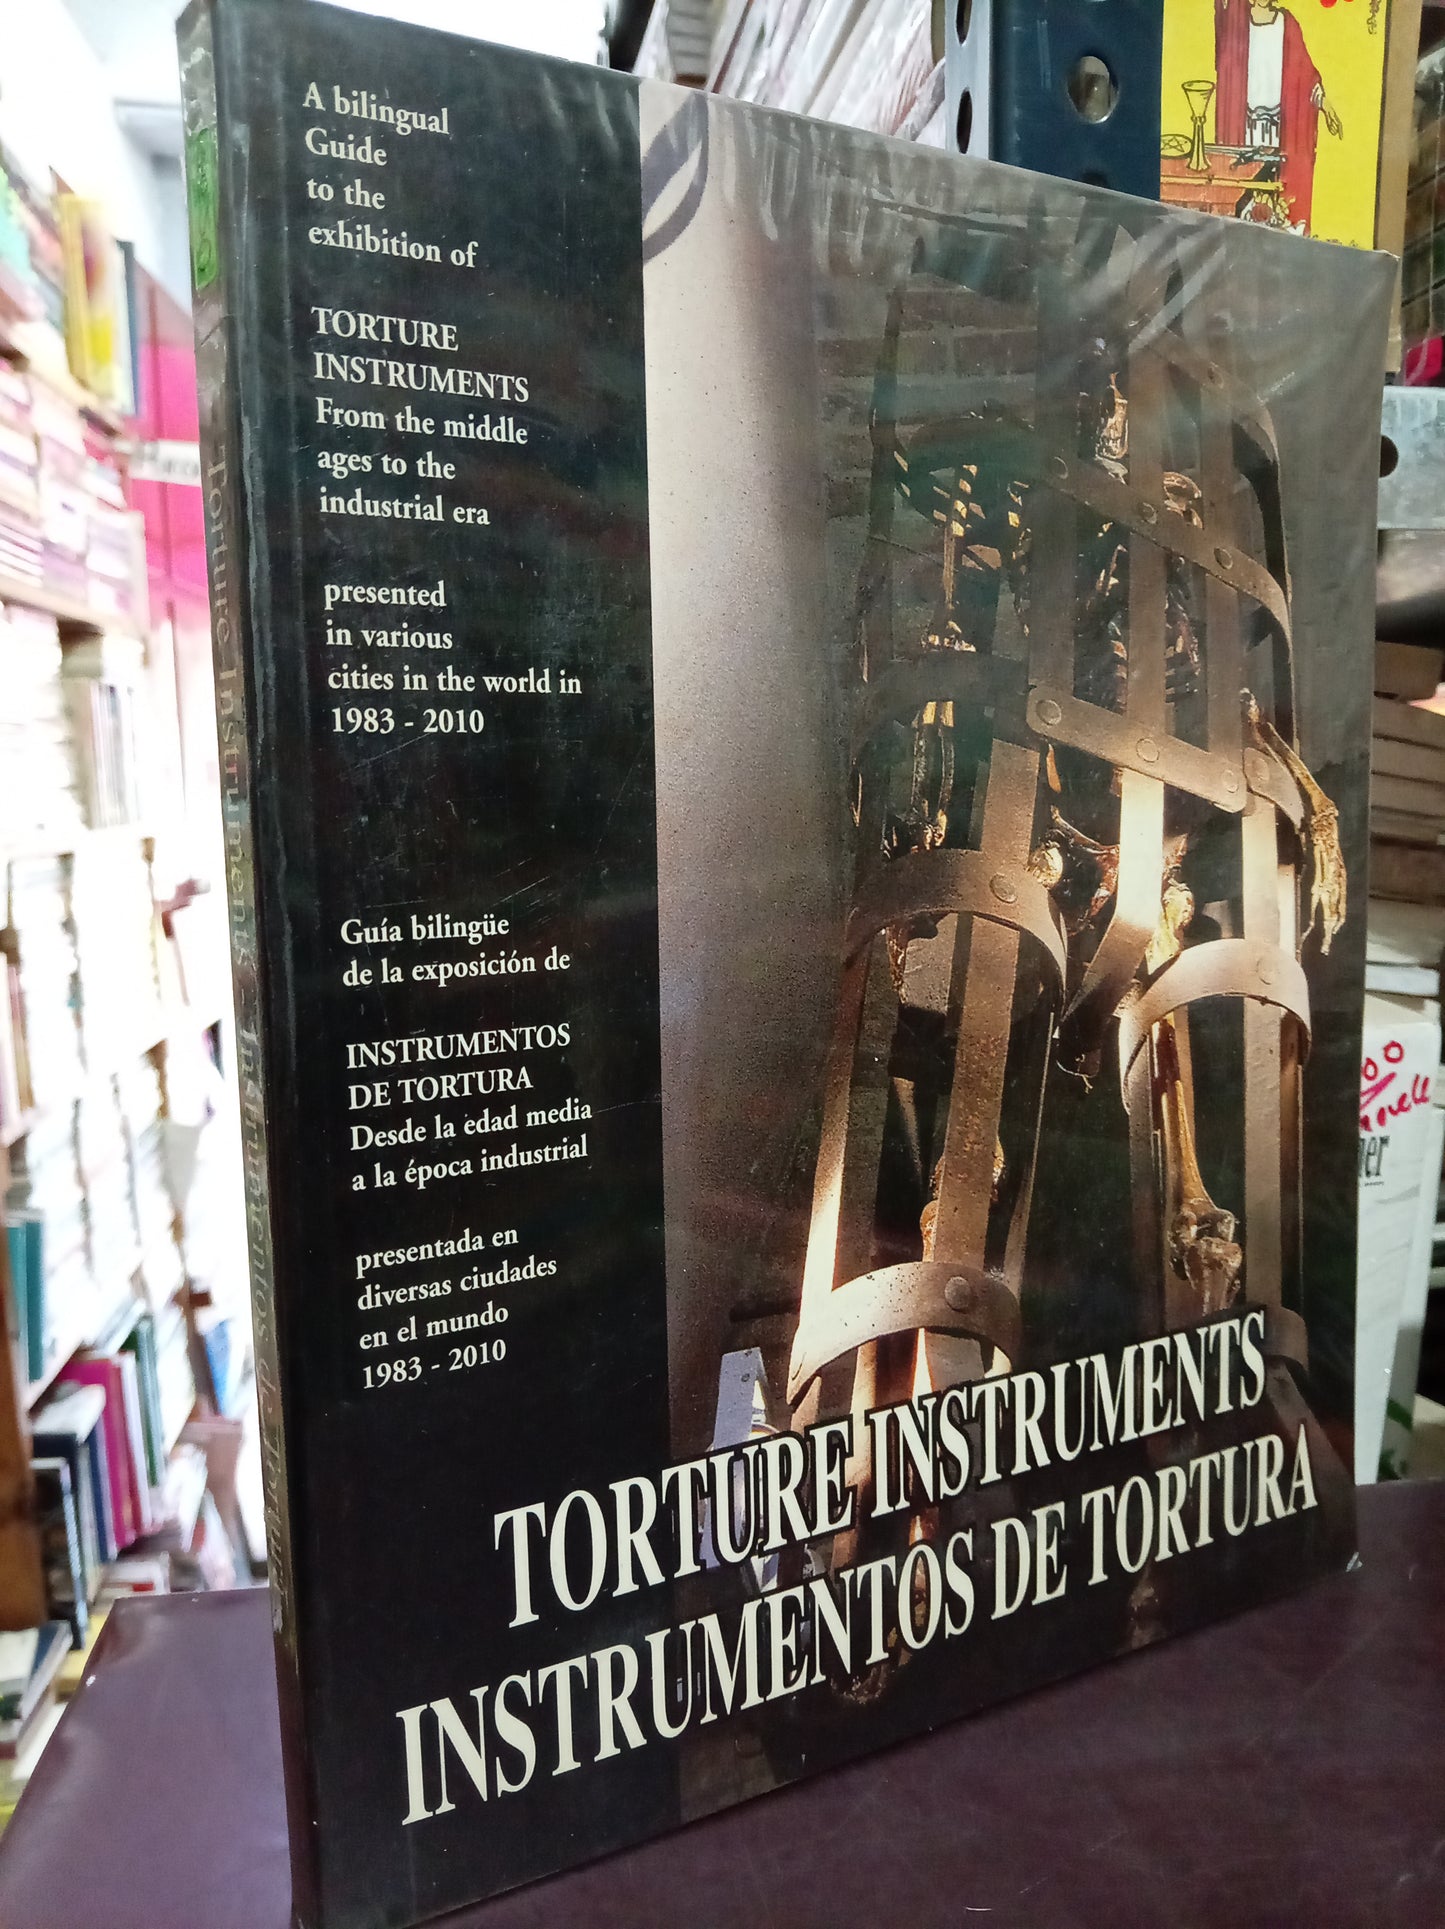 A bilingual
Guide
to the
exhibition of
TORTURE
INSTRUMENTS
From the middle
ages to the
industrial era
presented
in various
cities in the world in
1983 - 2010
Guía bilingüe
de la exposición de
INSTRUMENTOS
DE TORTURA
Desde la edad media
a la época industrial
presentada en
diversas ciudades
en el mundo
1983 - 2010
TORTURE INSTRUMENTS
INSTRUMENTOS DE TORTURA
Torture Instruments - Instrumentos de Tortura